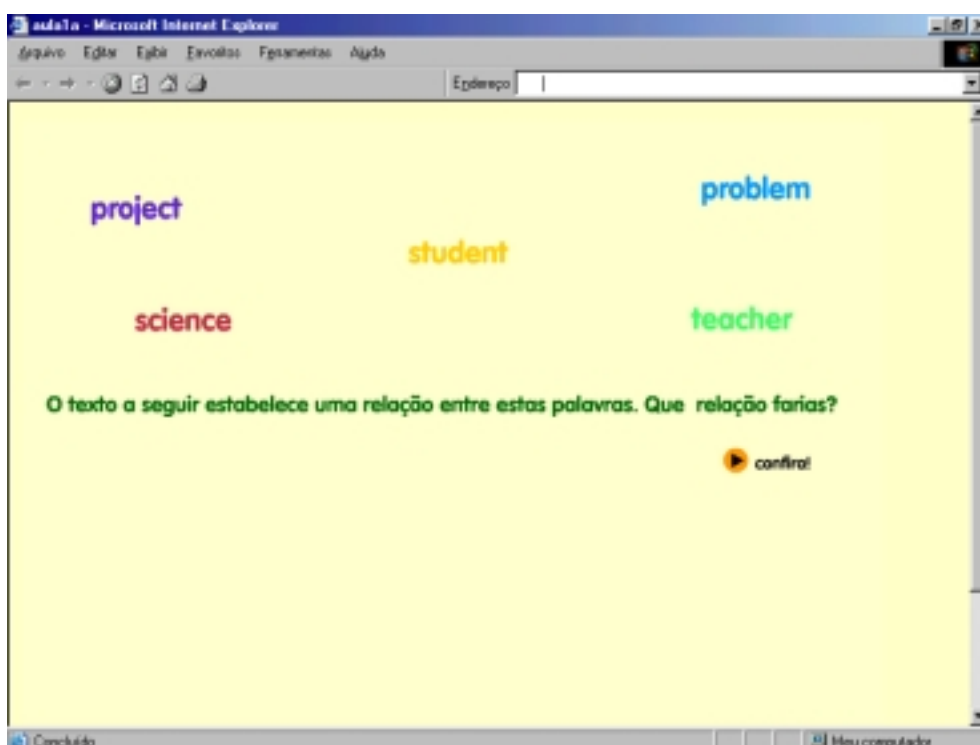 aula1a - Microsoft Internet Explorer
Arquivo Editar Exibir Favoritos Ferramentas Ajuda
Endereço
project
problem
student
science
teacher
O texto a seguir estabelece uma relação entre estas palavras. Que relação farias?
confira!
Concluído
Meu computador